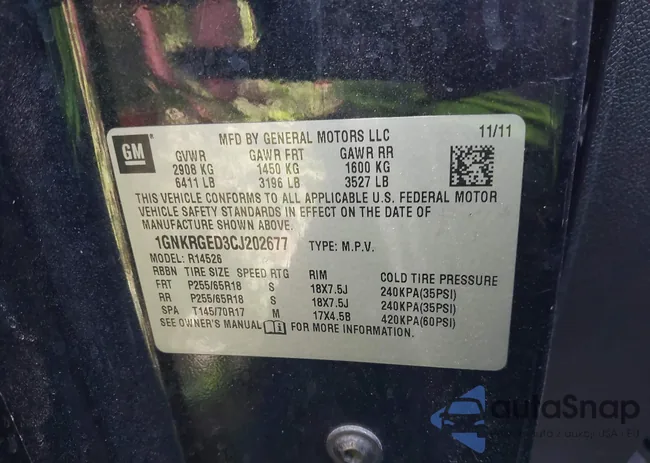 GM
MFD BY GENERAL MOTORS LLC 11/11
GVWR GAWR FRT GAWR RR
2908 KG 1450 KG 1600 KG
6411 LB 3196 LB 3527 LB
THIS VEHICLE CONFORMS TO ALL APPLICABLE U.S. FEDERAL MOTOR
VEHICLE SAFETY STANDARDS IN EFFECT ON THE DATE OF
MANUFACTURE SHOWN ABOVE.
1GNKRGED3CJ202677 TYPE: M.P.V.
MODEL: R14526
RBBN TIRE SIZE SPEED RTG RIM COLD TIRE PRESSURE
FRT P255/65R18 S 18X7.5J 240KPA(35PSI)
RR P255/65R18 S 18X7.5J 240KPA(35PSI)
SPA T145/70R17 M 17X4.5B 420KPA(60PSI)
SEE OWNER'S MANUAL FOR MORE INFORMATION.
autoSnap